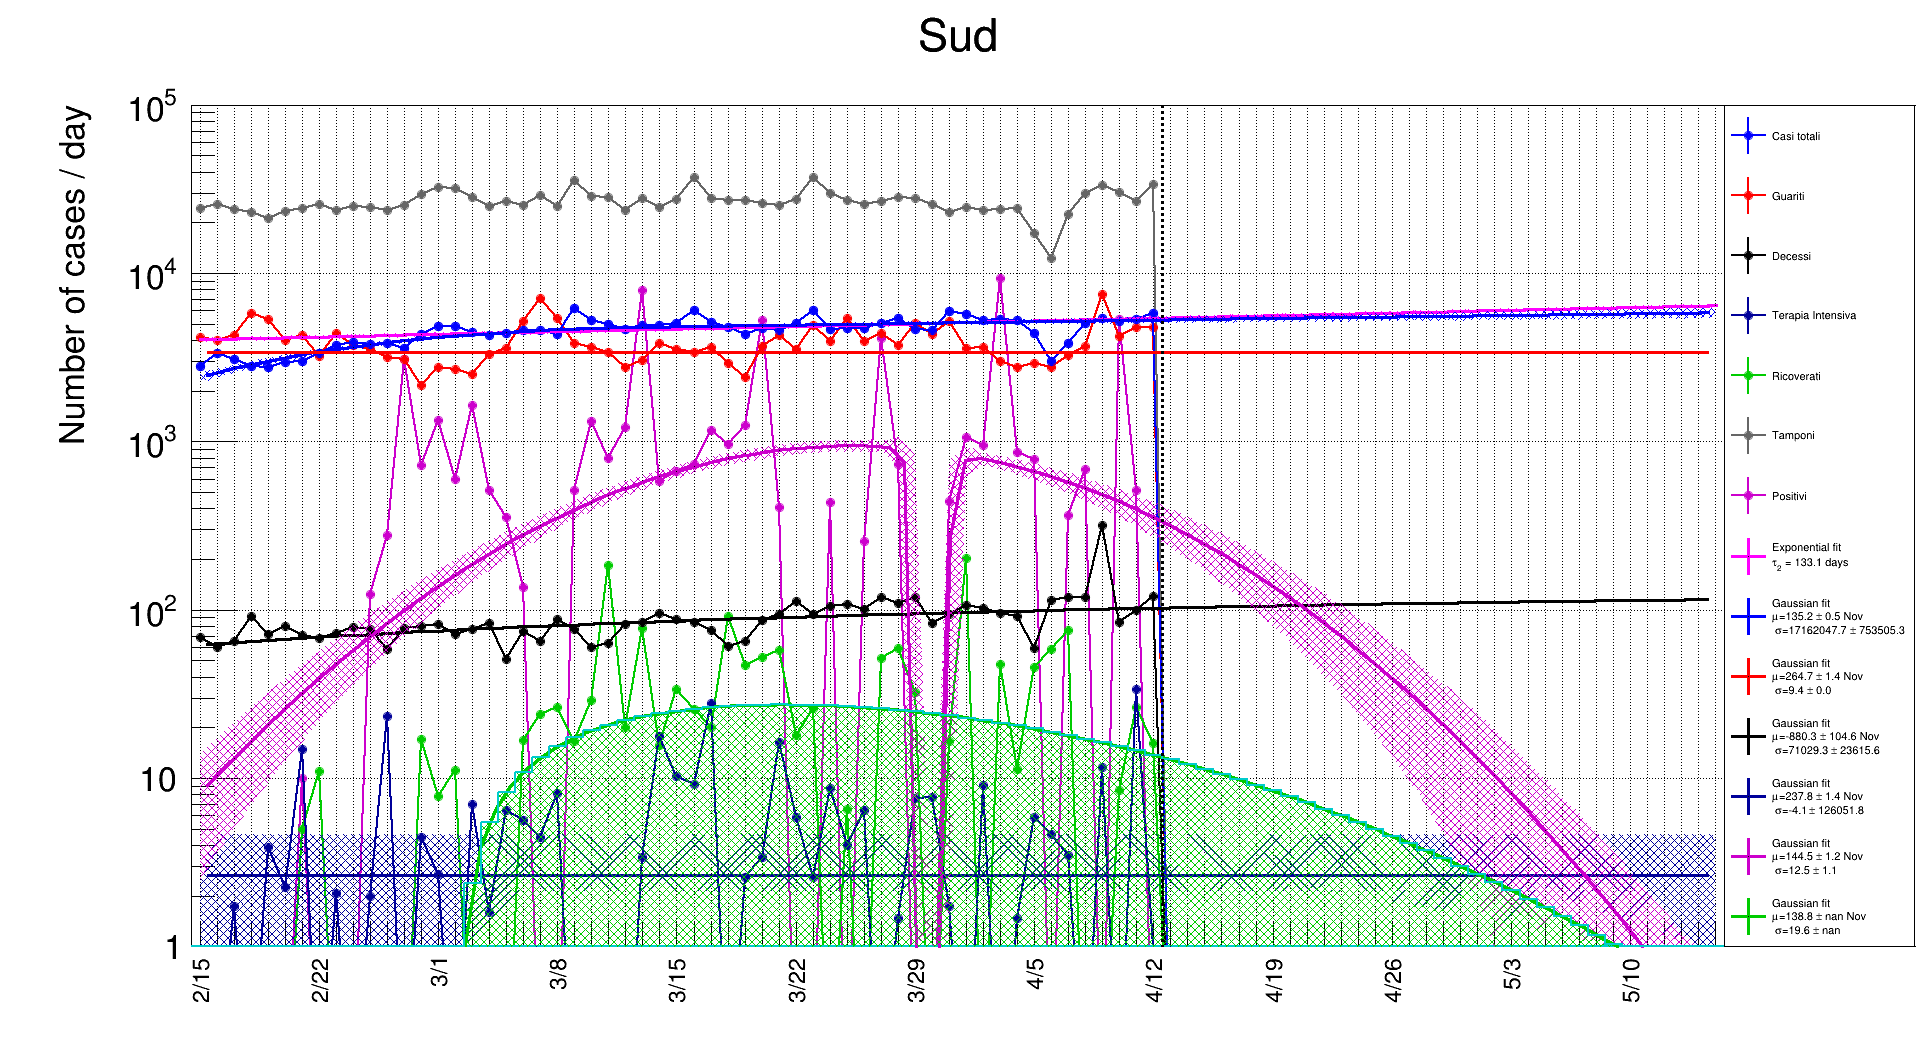 Sud
Number of cases / day
10^5
10^4
10^3
10^2
10
1
2/15
2/22
3/1
3/8
3/15
3/22
3/29
4/5
4/12
4/19
4/26
5/3
5/10
Casi totali
Guariti
Decessi
Terapia Intensiva
Ricoverati
Tamponi
Positivi
Exponential fit
τ₂ = 133.1 days
Gaussian fit
μ=135.2 ± 0.5 Nov
σ=17162047.7 ± 753505.3
Gaussian fit
μ=264.7 ± 1.4 Nov
σ=9.4 ± 0.0
Gaussian fit
μ=-880.3 ± 104.6 Nov
σ=71029.3 ± 23615.6
Gaussian fit
μ=237.8 ± 1.4 Nov
σ=-4.1 ± 126051.8
Gaussian fit
μ=144.5 ± 1.2 Nov
σ=12.5 ± 1.1
Gaussian fit
μ=138.8 ± nan Nov
σ=19.6 ± nan